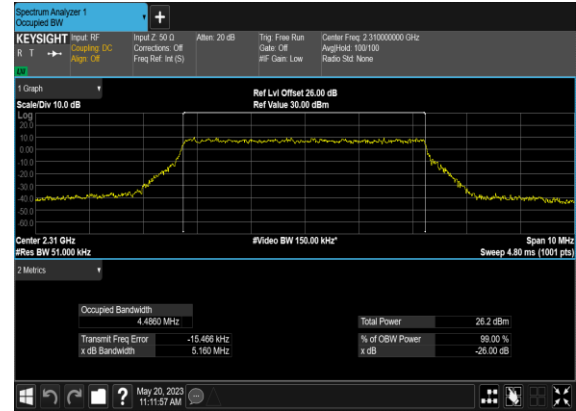 Spectrum Analyzer 1
Occupied BW
+
KEYSIGHT Input: RF Input Z: 50 Ω Atten: 20 dB Trig: Free Run Center Freq: 2.310000000 GHz
R T Coupling: DC Corrections: Off Gate: Off Avg|Hold: 100/100
Align: Off Freq Ref: Int (S) #IF Gain: Low Radio Std: None
LV
1 Graph
Ref Lvl Offset 26.00 dB
Scale/Div 10.0 dB Ref Value 30.00 dBm
Log
20.0
10.0
0.00
-10.0
-20.0
-30.0
-40.0
-50.0
-60.0
Center 2.31 GHz #Video BW 150.00 kHz* Span 10 MHz
#Res BW 51.000 kHz Sweep 4.80 ms (1001 pts)
2 Metrics
Occupied Bandwidth
4.4860 MHz Total Power 26.2 dBm
Transmit Freq Error -15.466 kHz % of OBW Power 99.00 %
x dB Bandwidth 5.160 MHz x dB -26.00 dB
? May 20, 2023
11:11:57 AM